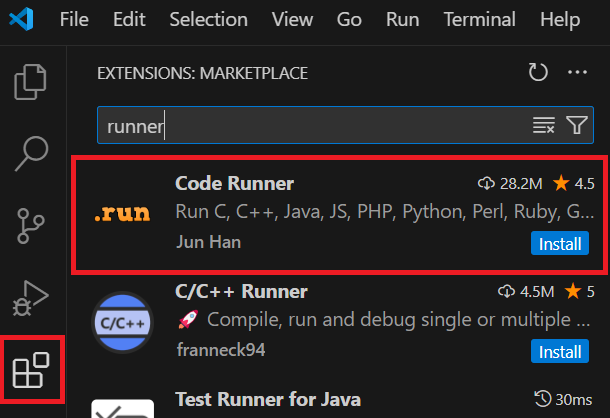 File Edit Selection View Go Run Terminal Help
EXTENSIONS: MARKETPLACE
runner
Code Runner 28.2M 4.5
.run Run C, C++, Java, JS, PHP, Python, Perl, Ruby, G...
Jun Han Install
C/C++ Runner 4.5M 5
C/C++ 🚀 Compile, run and debug single or multiple ...
franneck94 Install
Test Runner for Java 30ms